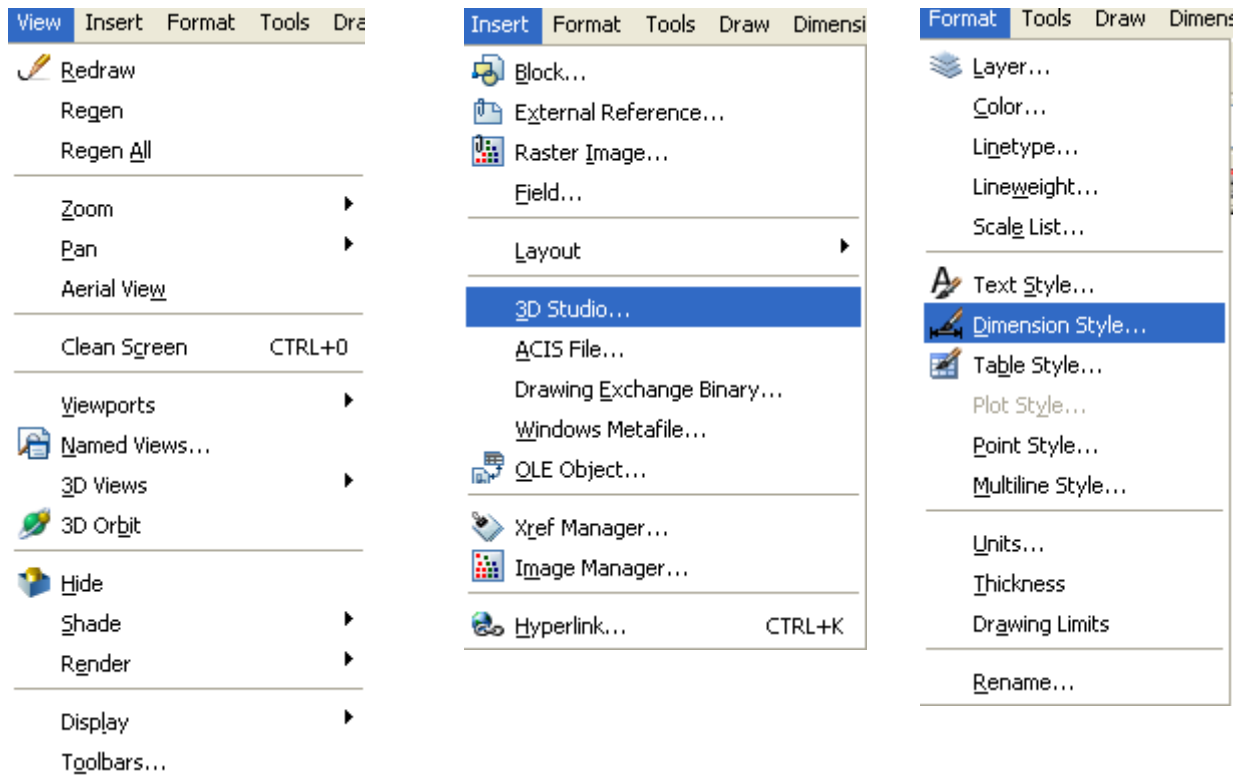 View Insert Format Tools Dra
Redraw
Regen
Regen All
Zoom
Pan
Aerial View
Clean Screen CTRL+0
Viewports
Named Views...
3D Views
3D Orbit
Hide
Shade
Render
Display
Toolbars...
Insert Format Tools Draw Dimensi
Block...
External Reference...
Raster Image...
Field...
Layout
3D Studio...
ACIS File...
Drawing Exchange Binary...
Windows Metafile...
OLE Object...
Xref Manager...
Image Manager...
Hyperlink... CTRL+K
Format Tools Draw Dimens
Layer...
Color...
Linetype...
Lineweight...
Scale List...
Text Style...
Dimension Style...
Table Style...
Plot Style...
Point Style...
Multiline Style...
Units...
Thickness
Drawing Limits
Rename...